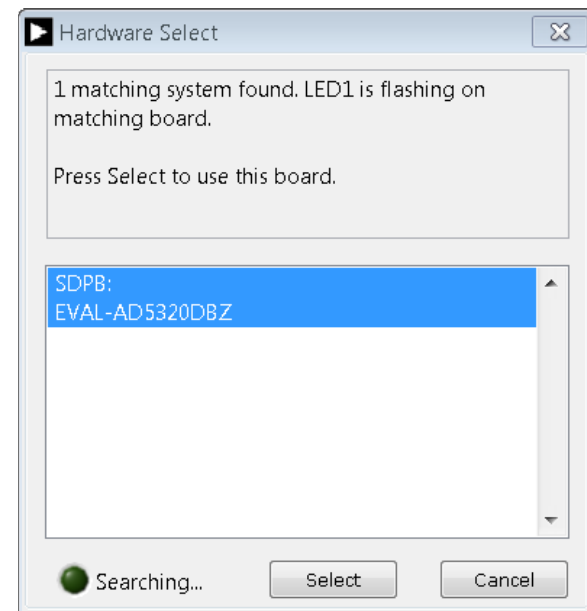 Hardware Select
1 matching system found. LED1 is flashing on
matching board.
Press Select to use this board.
SDPB:
EVAL-AD5320DBZ
Searching...
Select
Cancel